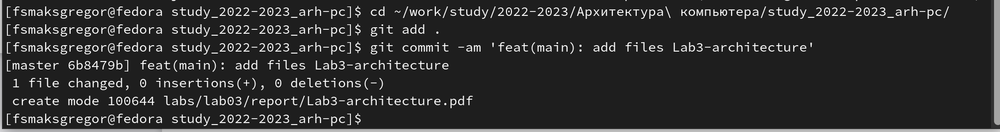 [fsmaksgregor@fedora study_2022-2023_arh-pc]$ cd ~/work/study/2022-2023/Архитектура\ компьютера/study_2022-2023_arh-pc/
[fsmaksgregor@fedora study_2022-2023_arh-pc]$ git add .
[fsmaksgregor@fedora study_2022-2023_arh-pc]$ git commit -am 'feat(main): add files Lab3-architecture'
[master 6b8479b] feat(main): add files Lab3-architecture
 1 file changed, 0 insertions(+), 0 deletions(-)
 create mode 100644 labs/lab03/report/Lab3-architecture.pdf
[fsmaksgregor@fedora study_2022-2023_arh-pc]$